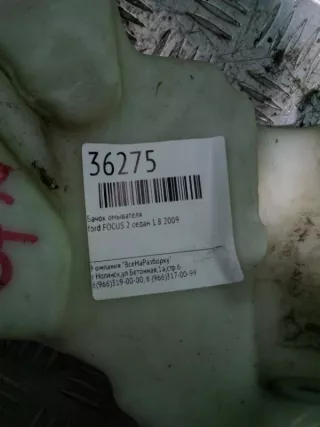 36275
Бачок омывателя
ford FOCUS 2 седан 1.8 2009
Компания "ВсеНаРазборку"
г Ногинск,ул.Бетонная,1а,стр.6
8(966)319-00-00, 8(966)317-00-99